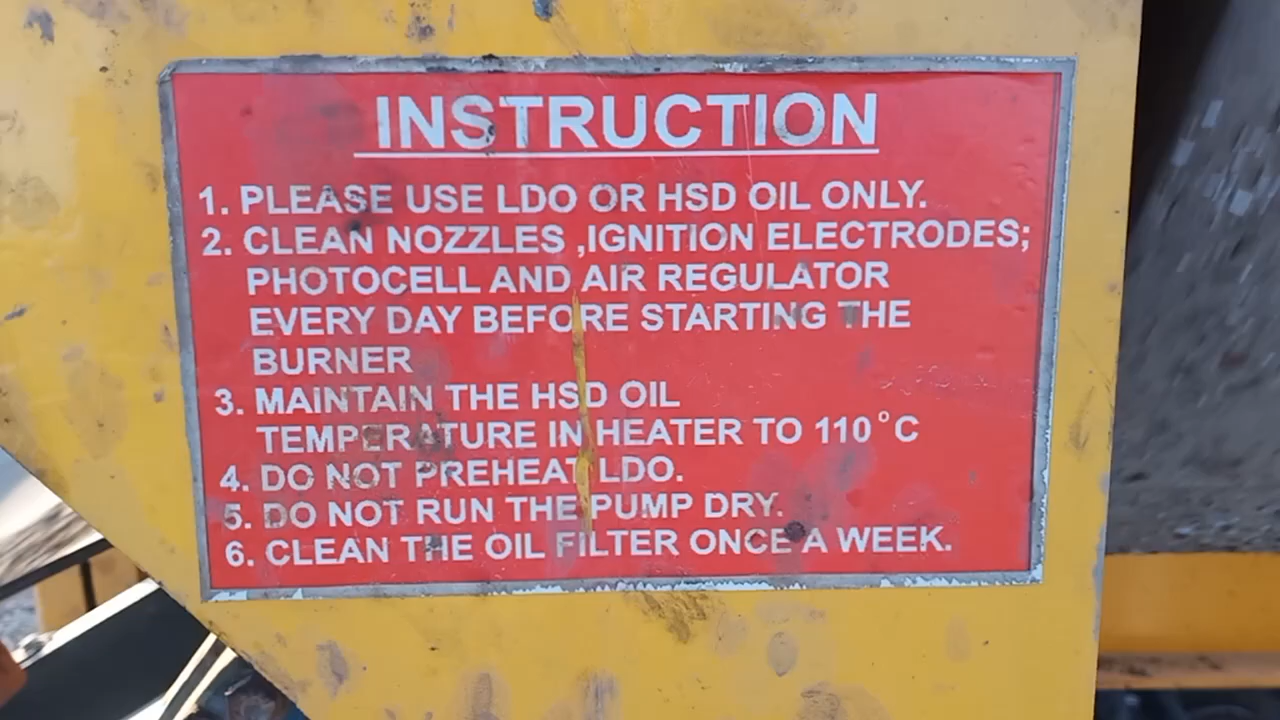 INSTRUCTION
1. PLEASE USE LDO OR HSD OIL ONLY.
2. CLEAN NOZZLES ,IGNITION ELECTRODES;
PHOTOCELL AND AIR REGULATOR
EVERY DAY BEFORE STARTING THE
BURNER
3. MAINTAIN THE HSD OIL
TEMPERATURE IN HEATER TO 110°C
4. DO NOT PREHEAT LDO.
5. DO NOT RUN THE PUMP DRY.
6. CLEAN THE OIL FILTER ONCE A WEEK.